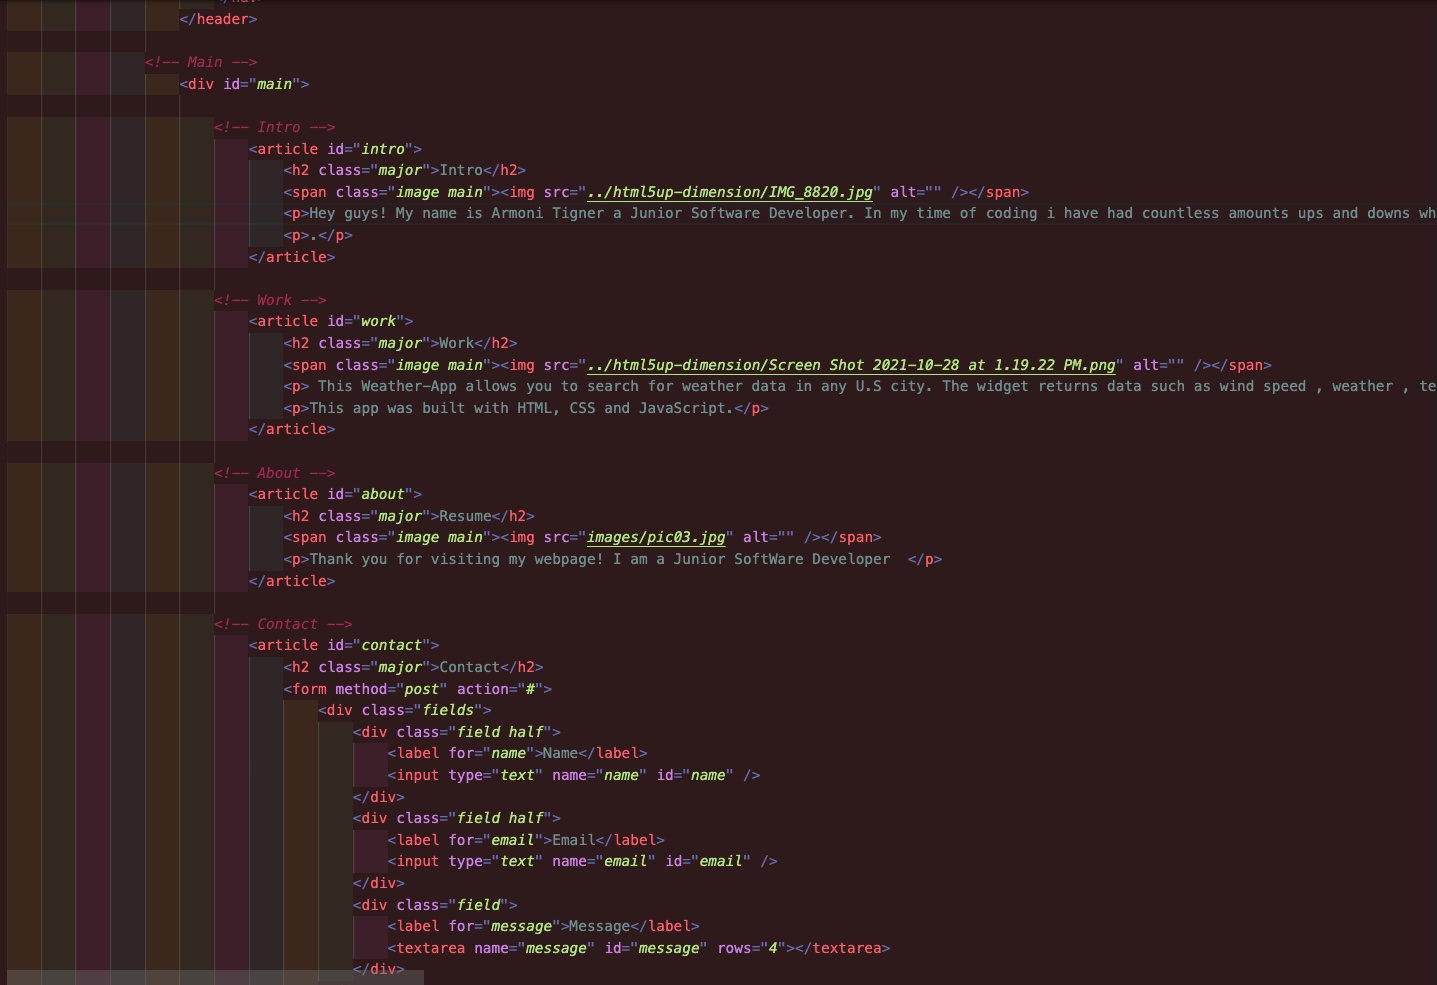 </header>
<!-- Main -->
<div id="main">
<!-- Intro -->
<article id="intro">
<h2 class="major">Intro</h2>
<span class="image main"><img src="../html5up-dimension/IMG_8820.jpg" alt="" /></span>
<p>Hey guys! My name is Armoni Tigner a Junior Software Developer. In my time of coding i have had countless amounts ups and downs wh
<p>.</p>
</article>
<!-- Work -->
<article id="work">
<h2 class="major">Work</h2>
<span class="image main"><img src="../html5up-dimension/Screen Shot 2021-10-28 at 1.19.22 PM.png" alt="" /></span>
<p> This Weather-App allows you to search for weather data in any U.S city. The widget returns data such as wind speed , weather , te
<p>This app was built with HTML, CSS and JavaScript.</p>
</article>
<!-- About -->
<article id="about">
<h2 class="major">Resume</h2>
<span class="image main"><img src="images/pic03.jpg" alt="" /></span>
<p>Thank you for visiting my webpage! I am a Junior SoftWare Developer  </p>
</article>
<!-- Contact -->
<article id="contact">
<h2 class="major">Contact</h2>
<form method="post" action="#">
<div class="fields">
<div class="field half">
<label for="name">Name</label>
<input type="text" name="name" id="name" />
</div>
<div class="field half">
<label for="email">Email</label>
<input type="text" name="email" id="email" />
</div>
<div class="field">
<label for="message">Message</label>
<textarea name="message" id="message" rows="4"></textarea>
</div>